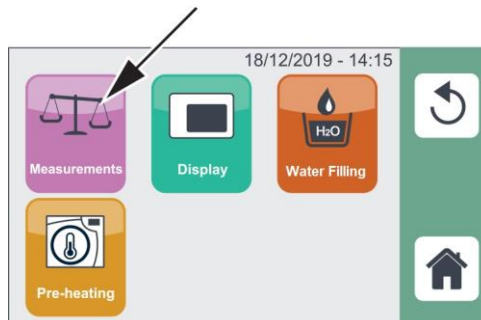 18/12/2019 - 14:15
H₂O
Measurements
Display
Water Filling
Pre-heating